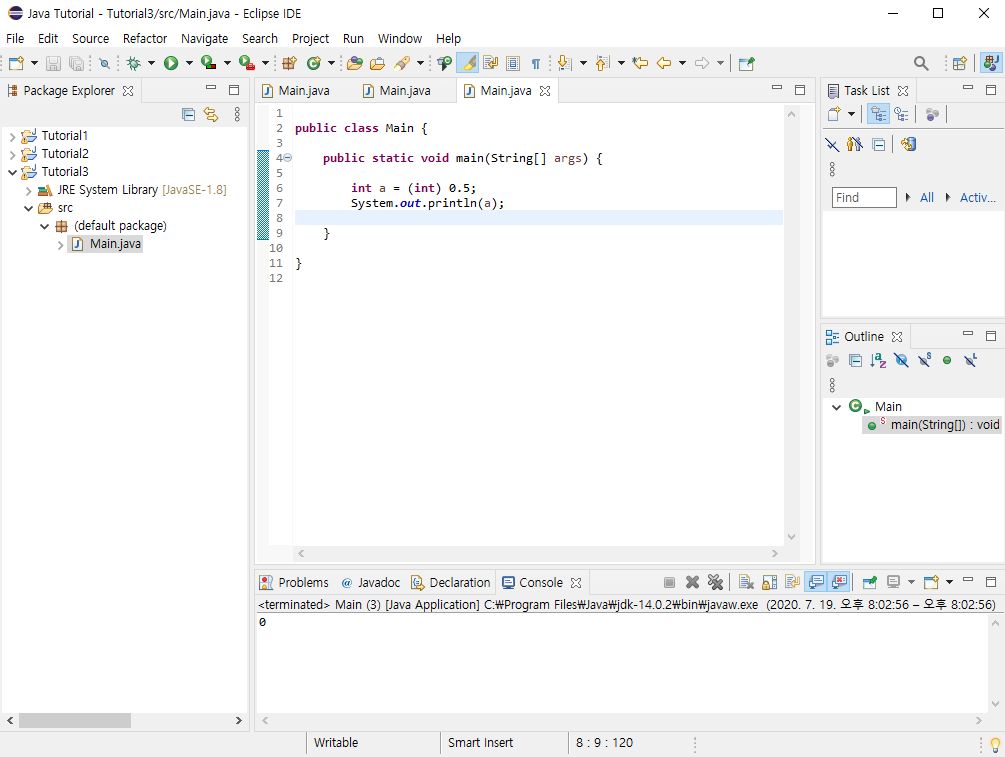 Java Tutorial - Tutorial3/src/Main.java - Eclipse IDE
File Edit Source Refactor Navigate Search Project Run Window Help
Package Explorer
Tutorial1
Tutorial2
Tutorial3
JRE System Library [JavaSE-1.8]
src
(default package)
Main.java
Main.java Main.java Main.java
1
2 public class Main {
3
4 public static void main(String[] args) {
5
6 int a = (int) 0.5;
7 System.out.println(a);
8
9 }
10
11 }
12
Task List
Find All Activ...
Outline
Main
main(String[]) : void
Problems @ Javadoc Declaration Console
<terminated> Main (3) [Java Application] C:₩Program Files₩Java₩jdk-14.0.2₩bin₩javaw.exe (2020. 7. 19. 오후 8:02:56 – 오후 8:02:56)
0
Writable Smart Insert 8 : 9 : 120